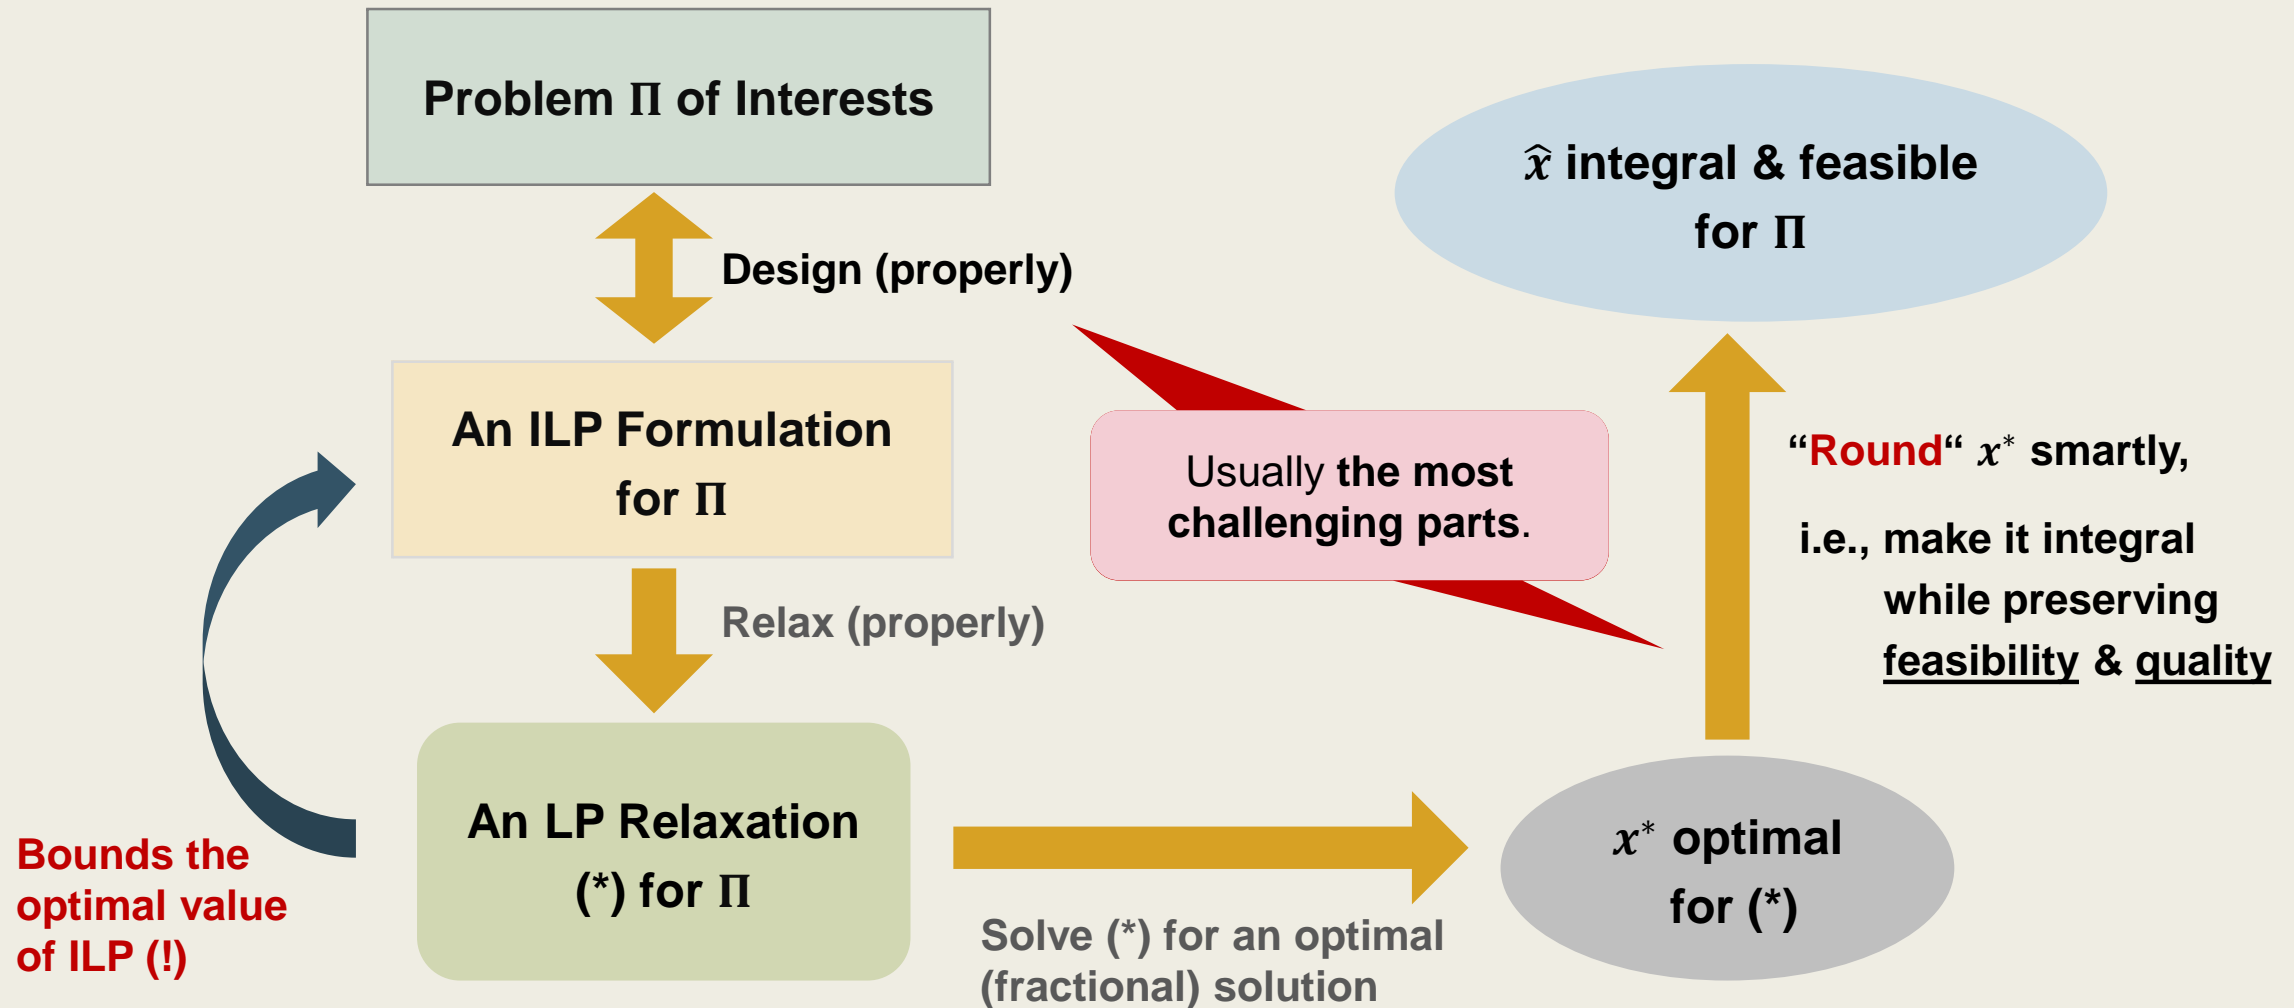 Problem Π of Interests
Design (properly)
An ILP Formulation
for Π
Relax (properly)
An LP Relaxation
(*) for Π
Bounds the
optimal value
of ILP (!)
Solve (*) for an optimal
(fractional) solution
x* optimal
for (*)
Usually the most
challenging parts.
“Round“ x* smartly,
i.e., make it integral
while preserving
feasibility & quality
x̂ integral & feasible
for Π